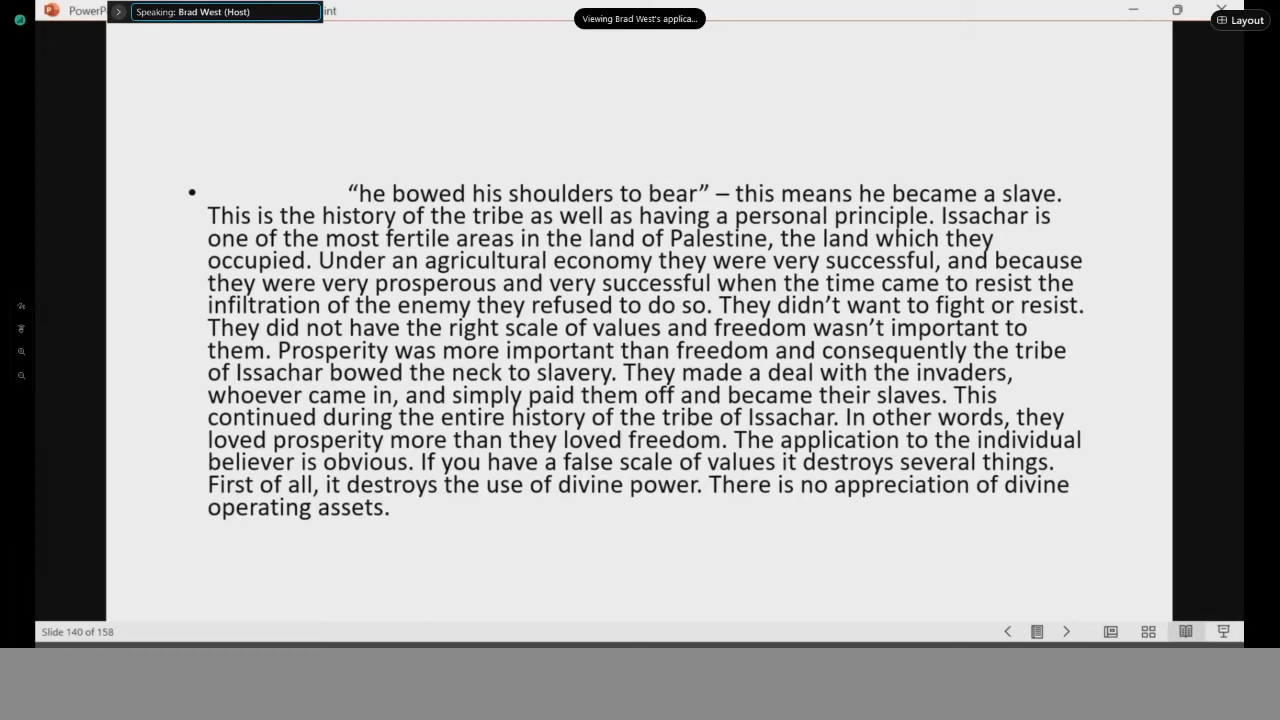 PowerP
Speaking: Brad West (Host)
int
Viewing Brad West's applica...
Layout
• “he bowed his shoulders to bear” – this means he became a slave.
This is the history of the tribe as well as having a personal principle. Issachar is
one of the most fertile areas in the land of Palestine, the land which they
occupied. Under an agricultural economy they were very successful, and because
they were very prosperous and very successful when the time came to resist the
infiltration of the enemy they refused to do so. They didn’t want to fight or resist.
They did not have the right scale of values and freedom wasn’t important to
them. Prosperity was more important than freedom and consequently the tribe
of Issachar bowed the neck to slavery. They made a deal with the invaders,
whoever came in, and simply paid them off and became their slaves. This
continued during the entire history of the tribe of Issachar. In other words, they
loved prosperity more than they loved freedom. The application to the individual
believer is obvious. If you have a false scale of values it destroys several things.
First of all, it destroys the use of divine power. There is no appreciation of divine
operating assets.
Slide 140 of 158